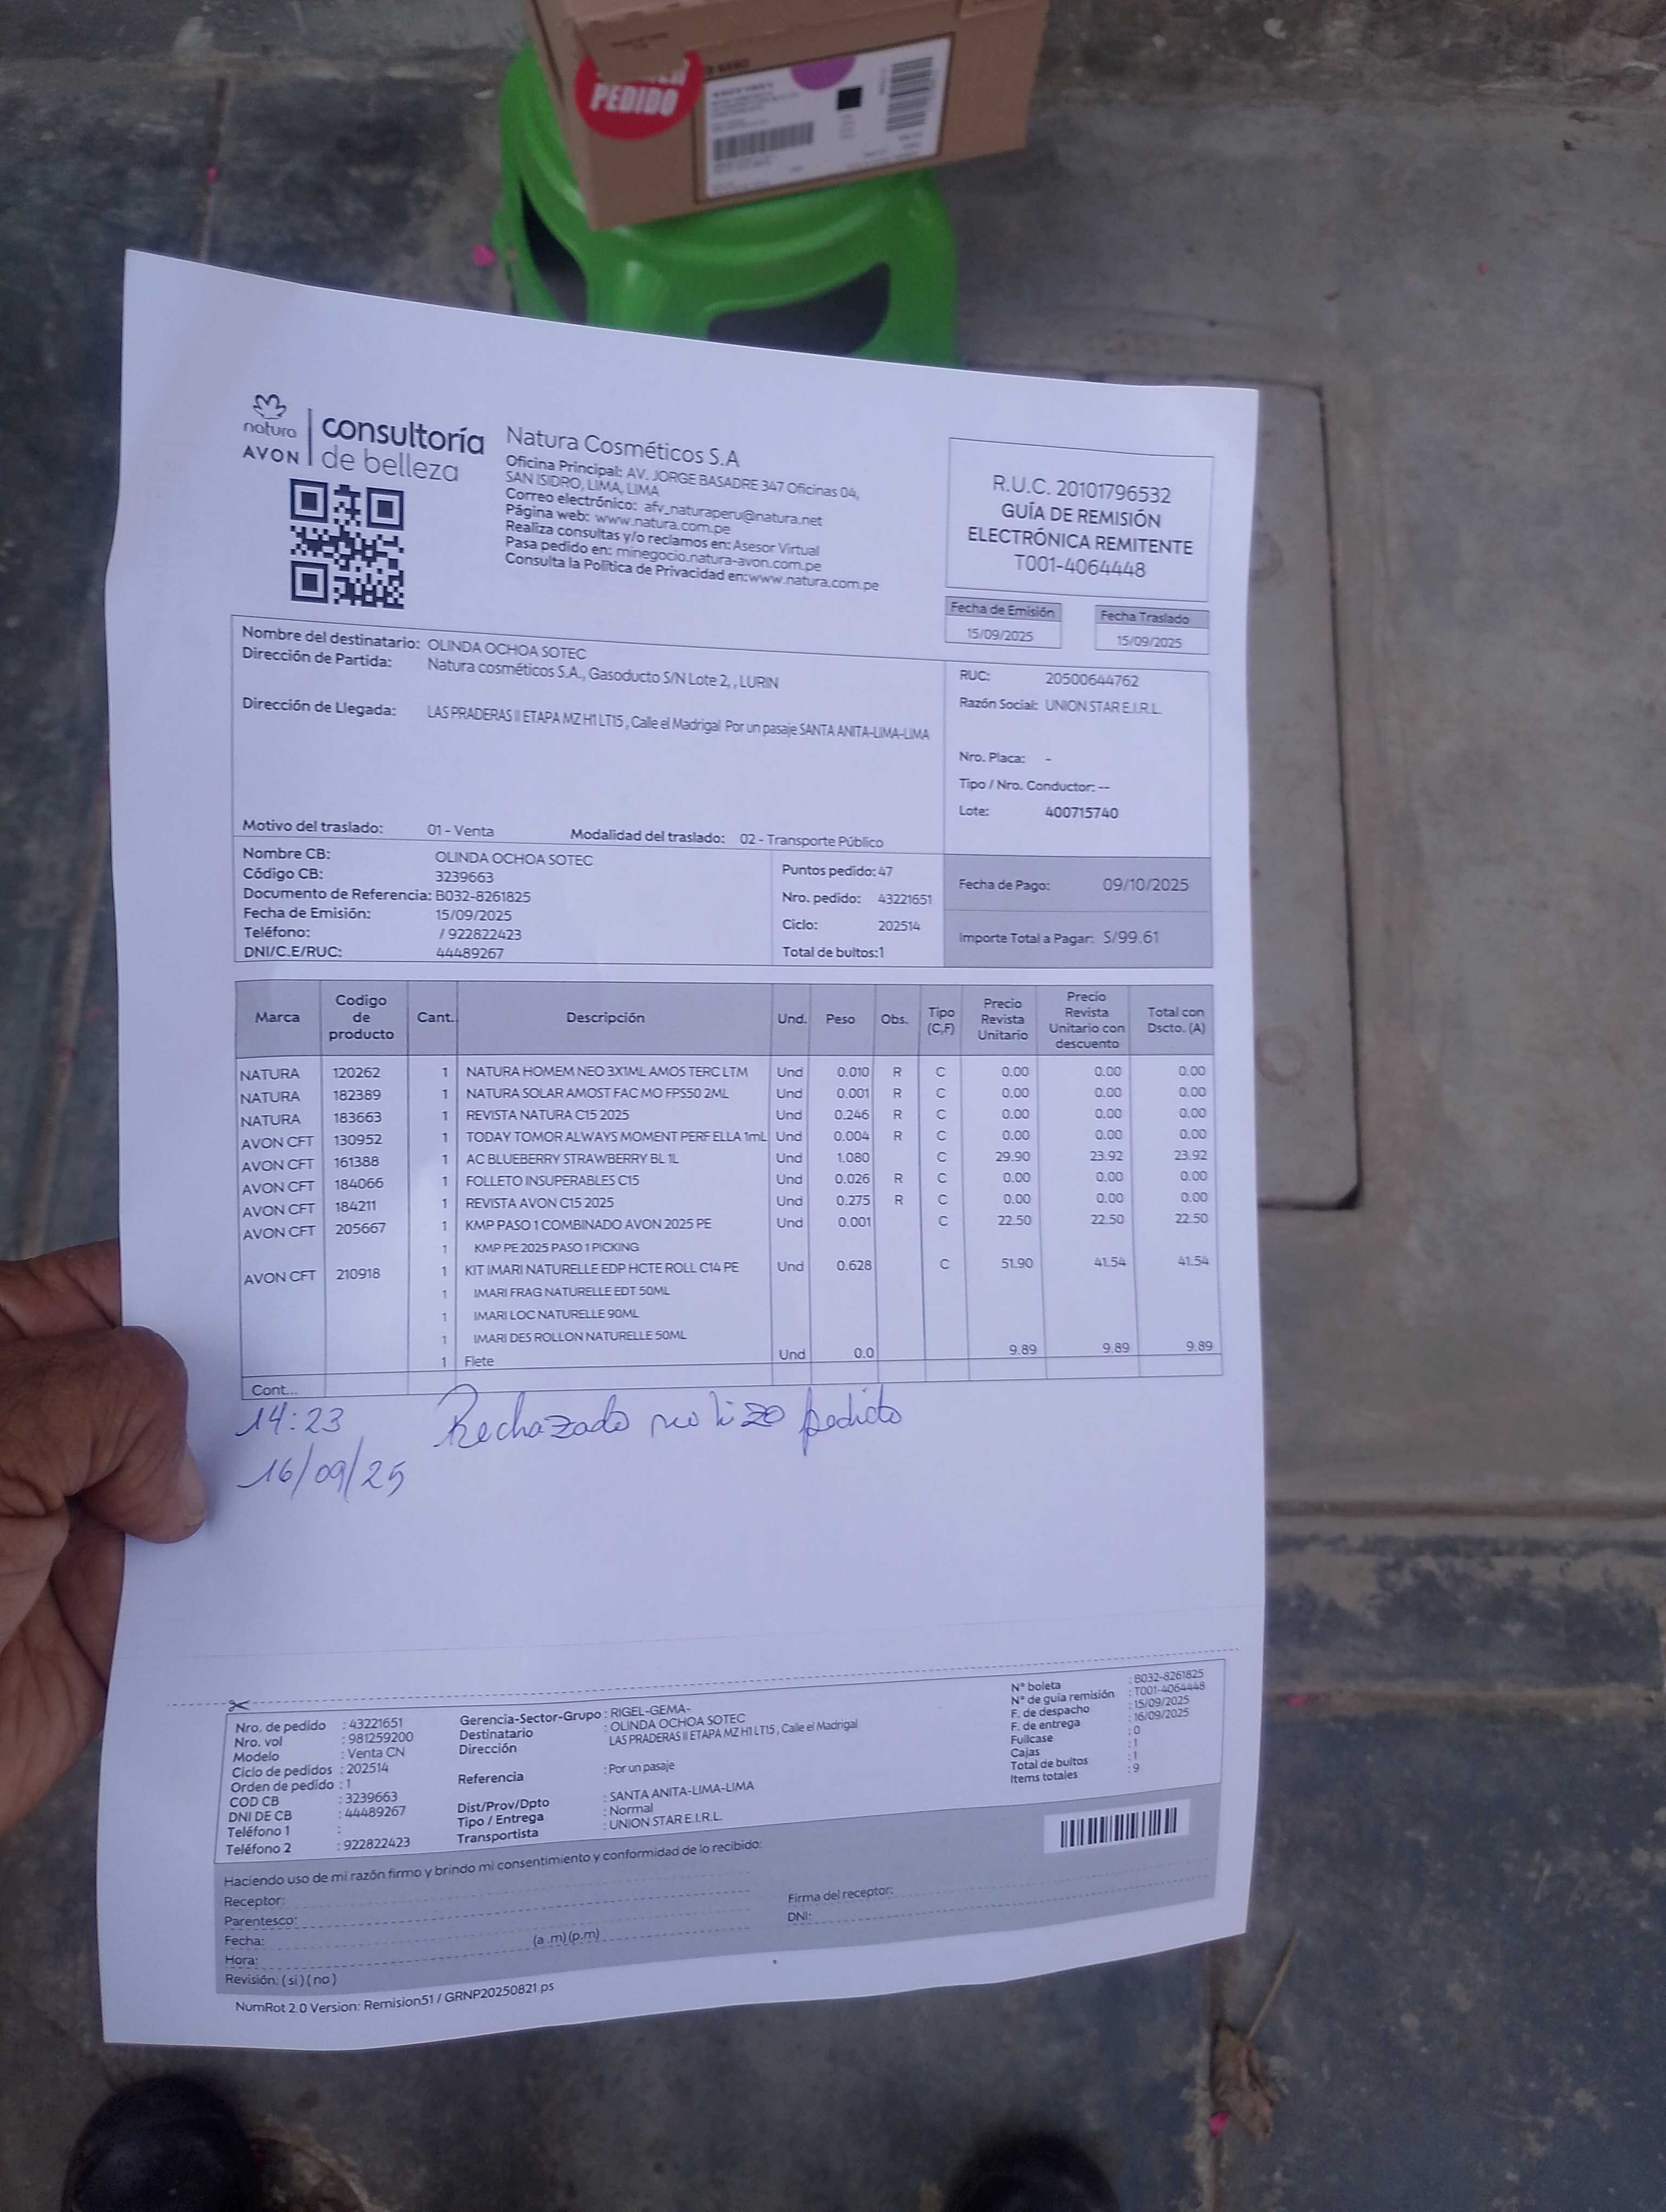 PEDIDO
natura
AVON
consultoría
de belleza
Natura Cosméticos S.A
Oficina Principal: AV. JORGE BASADRE 347 Oficinas 04,
SAN ISIDRO, LIMA, LIMA
Correo electrónico: afv_naturaperu@natura.net
Página web: www.natura.com.pe
Realiza consultas y/o reclamos en: Asesor Virtual
Pasa pedido en: minegocio.natura-avon.com.pe
Consulta la Política de Privacidad en:www.natura.com.pe
R.U.C. 20101796532
GUÍA DE REMISIÓN
ELECTRÓNICA REMITENTE
T001-4064448
Fecha de Emisión Fecha Traslado
15/09/2025 15/09/2025
Nombre del destinatario: OLINDA OCHOA SOTEC
Dirección de Partida: Natura cosméticos S.A., Gasoducto S/N Lote 2, , LURIN
Dirección de Llegada: LAS PRADERAS II ETAPA MZ H1 LT15 , Calle el Madrigal Por un pasaje SANTA ANITA-LIMA-LIMA
Motivo del traslado: 01 - Venta Modalidad del traslado: 02 - Transporte Público
RUC: 20500644762
Razón Social: UNION STAR E.I.R.L.
Nro. Placa: -
Tipo / Nro. Conductor: --
Lote: 400715740
Nombre CB: OLINDA OCHOA SOTEC
Código CB: 3239663
Documento de Referencia: B032-8261825
Fecha de Emisión: 15/09/2025
Teléfono: / 922822423
DNI/C.E/RUC: 44489267
Puntos pedido: 47
Nro. pedido: 43221651
Ciclo: 202514
Total de bultos:1
Fecha de Pago: 09/10/2025
Importe Total a Pagar: S/99.61
Marca Codigo de producto Cant. Descripción Und. Peso Obs. Tipo (C,F) Precio Revista Unitario Precio Revista Unitario con descuento Total con Dscto. (A)
NATURA 120262 1 NATURA HOMEM NEO 3X1ML AMOS TERC LTM Und 0.010 R C 0.00 0.00 0.00
NATURA 182389 1 NATURA SOLAR AMOST FAC MO FPS50 2ML Und 0.001 R C 0.00 0.00 0.00
NATURA 183663 1 REVISTA NATURA C15 2025 Und 0.246 R C 0.00 0.00 0.00
AVON CFT 130952 1 TODAY TOMOR ALWAYS MOMENT PERF ELLA 1mL Und 0.004 R C 0.00 0.00 0.00
AVON CFT 161388 1 AC BLUEBERRY STRAWBERRY BL 1L Und 1.080 C 29.90 23.92 23.92
AVON CFT 184066 1 FOLLETO INSUPERABLES C15 Und 0.026 R C 0.00 0.00 0.00
AVON CFT 184211 1 REVISTA AVON C15 2025 Und 0.275 R C 0.00 0.00 0.00
AVON CFT 205667 1 KMP PASO 1 COMBINADO AVON 2025 PE Und 0.001 C 22.50 22.50 22.50
1 KMP PE 2025 PASO 1 PICKING
AVON CFT 210918 1 KIT IMARI NATURELLE EDP HCTE ROLL C14 PE Und 0.628 C 51.90 41.54 41.54
1 IMARI FRAG NATURELLE EDT 50ML
1 IMARI LOC NATURELLE 90ML
1 IMARI DES ROLLON NATURELLE 50ML
1 Flete Und 0.0 9.89 9.89 9.89
Cont...
14:23 Rechazado no hizo pedido
16/09/25
Nro. de pedido : 43221651
Nro. vol : 981259200
Modelo : Venta CN
Ciclo de pedidos : 202514
Orden de pedido : 1
COD CB : 3239663
DNI DE CB : 44489267
Teléfono 1 :
Teléfono 2 : 922822423
Gerencia-Sector-Grupo : RIGEL-GEMA-
Destinatario : OLINDA OCHOA SOTEC
Dirección LAS PRADERAS II ETAPA MZ H1 LT15 , Calle el Madrigal
Referencia : Por un pasaje
Dist/Prov/Dpto : SANTA ANITA-LIMA-LIMA
Tipo / Entrega : Normal
Transportista : UNION STAR E.I.R.L.
N° boleta : B032-8261825
N° de guía remisión : T001-4064448
F. de despacho : 15/09/2025
F. de entrega : 16/09/2025
Fullcase : 0
Cajas : 1
Total de bultos : 1
Items totales : 9
Haciendo uso de mi razón firmo y brindo mi consentimiento y conformidad de lo recibido:
Receptor:
Parentesco:
Fecha:
Hora: (a .m) (p.m)
Revisión: ( si ) ( no )
Firma del receptor:
DNI:
NumRot 2.0 Version: Remision51 / GRNP20250821.ps